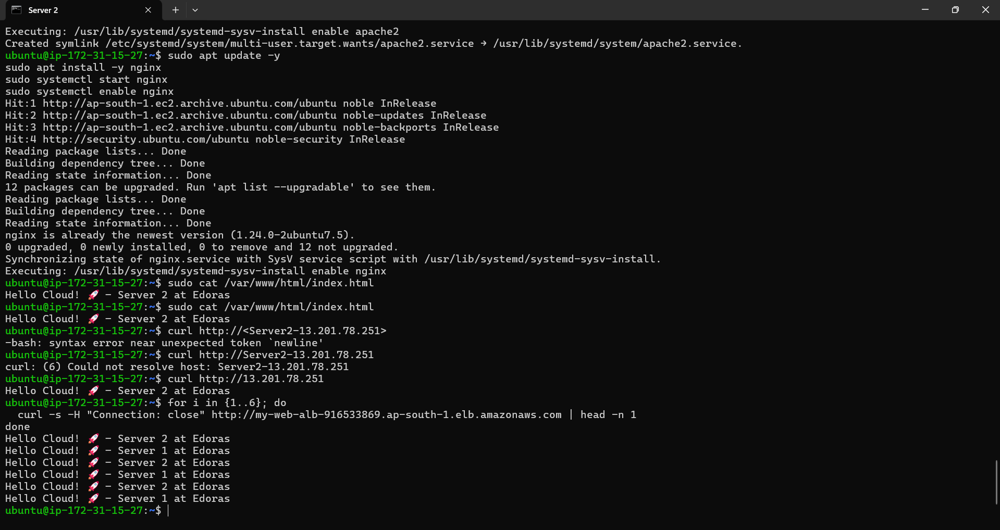 Server 2
Executing: /usr/lib/systemd/systemd-sysv-install enable apache2
Created symlink /etc/systemd/system/multi-user.target.wants/apache2.service → /usr/lib/systemd/system/apache2.service.
ubuntu@ip-172-31-15-27:~$ sudo apt update -y
sudo apt install -y nginx
sudo systemctl start nginx
sudo systemctl enable nginx
Hit:1 http://ap-south-1.ec2.archive.ubuntu.com/ubuntu noble InRelease
Hit:2 http://ap-south-1.ec2.archive.ubuntu.com/ubuntu noble-updates InRelease
Hit:3 http://ap-south-1.ec2.archive.ubuntu.com/ubuntu noble-backports InRelease
Hit:4 http://security.ubuntu.com/ubuntu noble-security InRelease
Reading package lists... Done
Building dependency tree... Done
Reading state information... Done
12 packages can be upgraded. Run 'apt list --upgradable' to see them.
Reading package lists... Done
Building dependency tree... Done
Reading state information... Done
nginx is already the newest version (1.24.0-2ubuntu7.5).
0 upgraded, 0 newly installed, 0 to remove and 12 not upgraded.
Synchronizing state of nginx.service with SysV service script with /usr/lib/systemd/systemd-sysv-install.
Executing: /usr/lib/systemd/systemd-sysv-install enable nginx
ubuntu@ip-172-31-15-27:~$ sudo cat /var/www/html/index.html
Hello Cloud! 🚀 - Server 2 at Edoras
ubuntu@ip-172-31-15-27:~$ sudo cat /var/www/html/index.html
Hello Cloud! 🚀 - Server 2 at Edoras
ubuntu@ip-172-31-15-27:~$ curl http://<Server2-13.201.78.251>
-bash: syntax error near unexpected token `newline'
ubuntu@ip-172-31-15-27:~$ curl http://Server2-13.201.78.251
curl: (6) Could not resolve host: Server2-13.201.78.251
ubuntu@ip-172-31-15-27:~$ curl http://13.201.78.251
Hello Cloud! 🚀 - Server 2 at Edoras
ubuntu@ip-172-31-15-27:~$ for i in {1..6}; do
  curl -s -H "Connection: close" http://my-web-alb-916533869.ap-south-1.elb.amazonaws.com | head -n 1
done
Hello Cloud! 🚀 - Server 2 at Edoras
Hello Cloud! 🚀 - Server 1 at Edoras
Hello Cloud! 🚀 - Server 2 at Edoras
Hello Cloud! 🚀 - Server 1 at Edoras
Hello Cloud! 🚀 - Server 2 at Edoras
Hello Cloud! 🚀 - Server 1 at Edoras
ubuntu@ip-172-31-15-27:~$